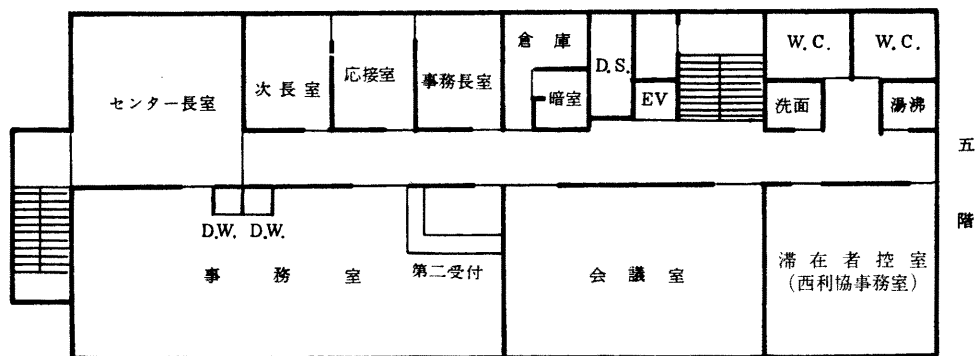 倉庫
W.C.
W.C.
センター長室
次長室
応接室
事務長室
D.S.
暗室
EV
洗面
湯沸
五階
D.W.
D.W.
事務室
第二受付
会議室
滞在者控室
(西利協事務室)